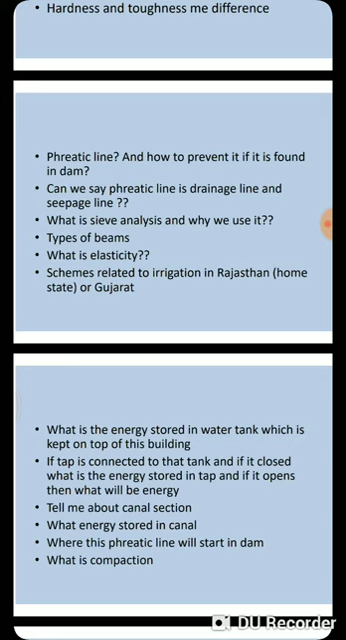 • Hardness and toughness me difference
• Phreatic line? And how to prevent it if it is found
in dam?
• Can we say phreatic line is drainage line and
seepage line ??
• What is sieve analysis and why we use it??
• Types of beams
• What is elasticity??
• Schemes related to irrigation in Rajasthan (home
state) or Gujarat
• What is the energy stored in water tank which is
kept on top of this building
• If tap is connected to that tank and if it closed
what is the energy stored in tap and if it opens
then what will be energy
• Tell me about canal section
• What energy stored in canal
• Where this phreatic line will start in dam
• What is compaction
DU Recorder